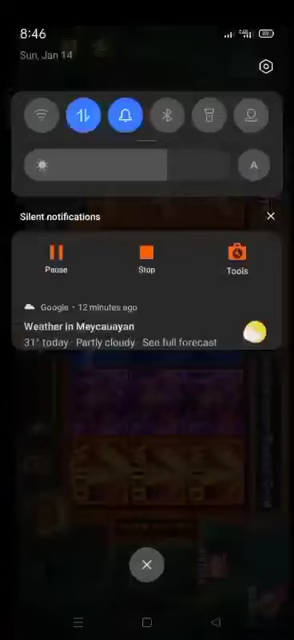 8:46
Sun, Jan 14
A
Silent notifications
Pause
Stop
Tools
Google • 12 minutes ago
Weather in Meycauayan
31° today · Partly cloudy · See full forecast